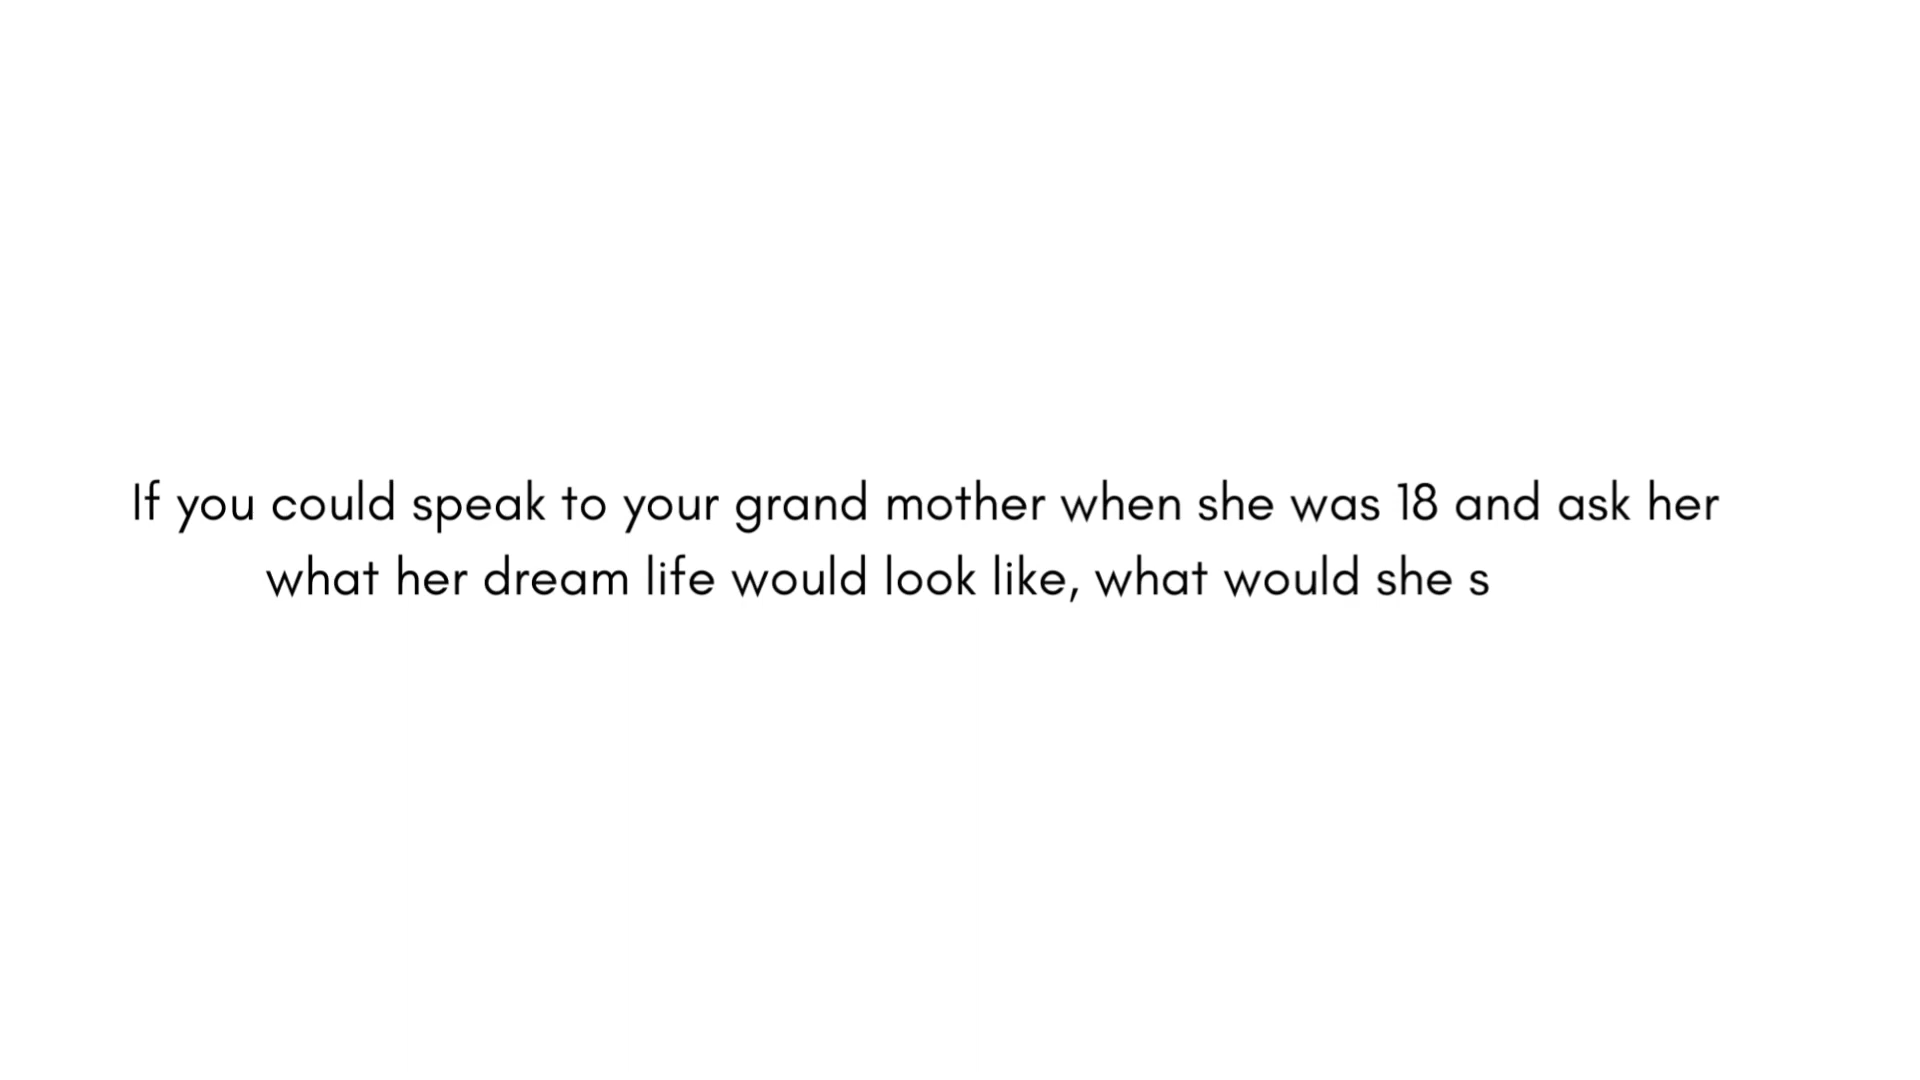 If you could speak to your grand mother when she was 18 and ask her
what her dream life would look like, what would she s